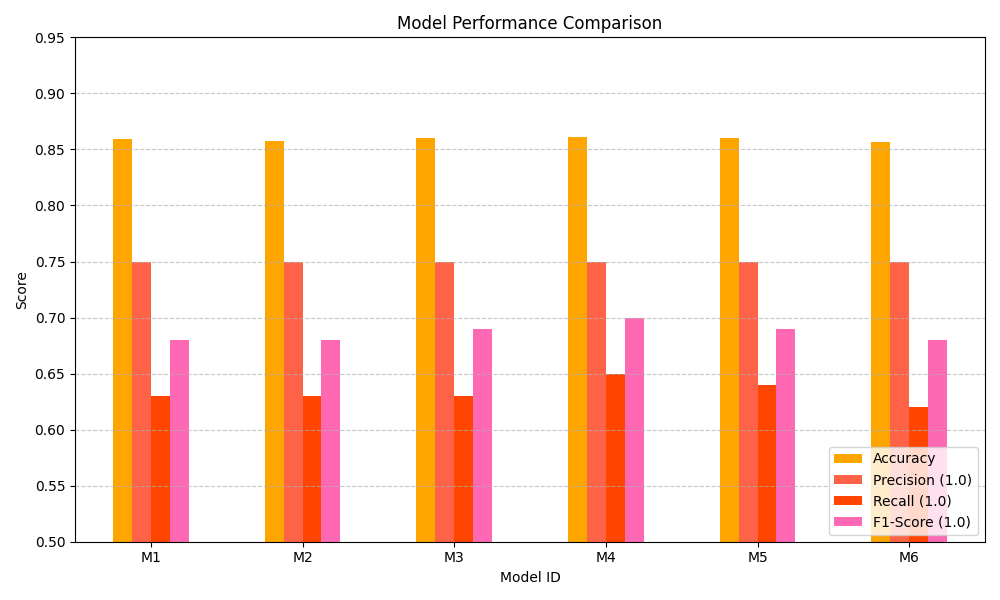 Model Performance Comparison
Score
0.95
0.90
0.85
0.80
0.75
0.70
0.65
0.60
0.55
0.50
Accuracy
Precision (1.0)
Recall (1.0)
F1-Score (1.0)
M1 M2 M3 M4 M5 M6
Model ID